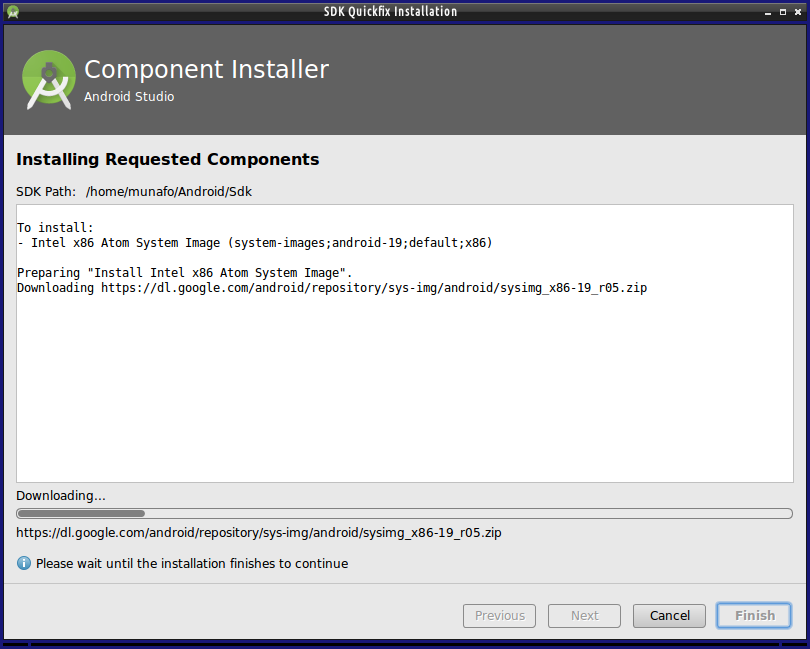 SDK Quickfix Installation
Component Installer
Android Studio
Installing Requested Components
SDK Path: /home/munafo/Android/Sdk
To install:
- Intel x86 Atom System Image (system-images;android-19;default;x86)
Preparing "Install Intel x86 Atom System Image".
Downloading https://dl.google.com/android/repository/sys-img/android/sysimg_x86-19_r05.zip
Downloading...
https://dl.google.com/android/repository/sys-img/android/sysimg_x86-19_r05.zip
Please wait until the installation finishes to continue
Previous Next Cancel Finish